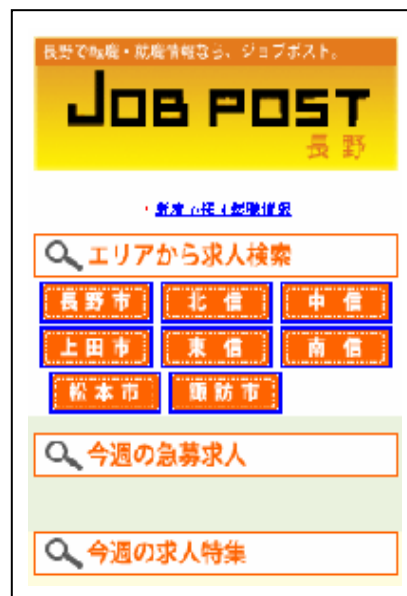 長野で転職・就職情報なら、ジョブポスト。
JOB POST
長野
エリアから求人検索
長野市 北信 中信
上田市 東信 南信
松本市 諏訪市
今週の急募求人
今週の求人特集